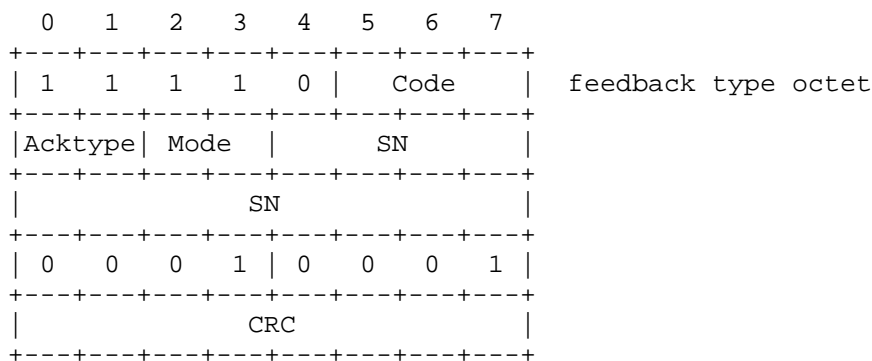 0   1   2   3   4   5   6   7
+---+---+---+---+---+---+---+---+
| 1   1   1   1   0 |   Code    |  feedback type octet
+---+---+---+---+---+---+---+---+
|Acktype| Mode  |      SN       |
+---+---+---+---+---+---+---+---+
|              SN               |
+---+---+---+---+---+---+---+---+
| 0   0   0   1 | 0   0   0   1 |
+---+---+---+---+---+---+---+---+
|              CRC              |
+---+---+---+---+---+---+---+---+